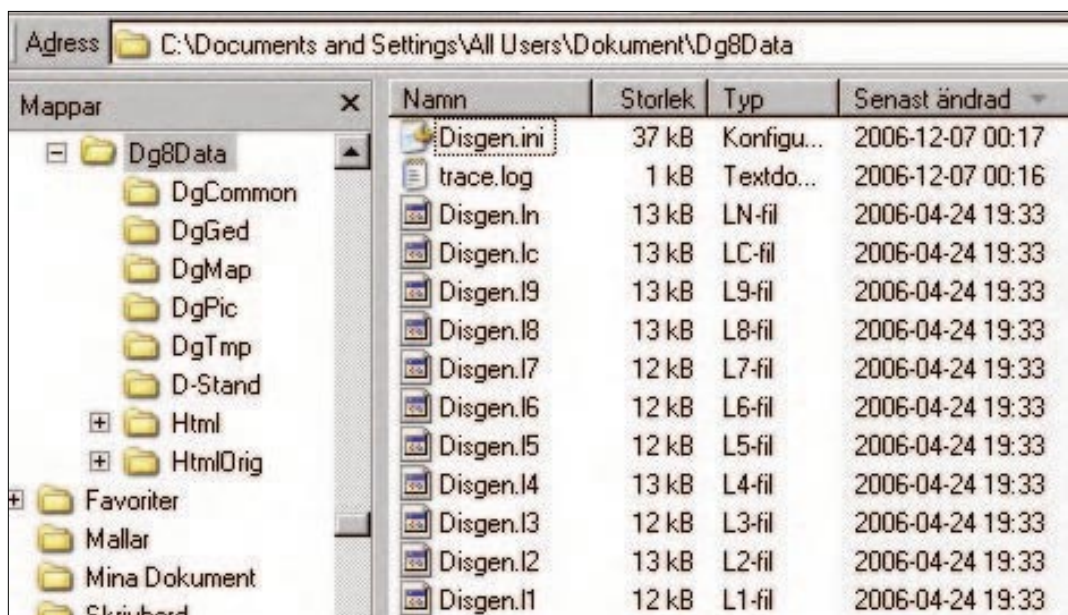 Adress C:\Documents and Settings\All Users\Dokument\Dg8Data
Mappar
Dg8Data
DgCommon
DgGed
DgMap
DgPic
DgTmp
D-Stand
Html
HtmlOrig
Favoriter
Mallar
Mina Dokument
Namn Storlek Typ Senast ändrad
Disgen.ini 37 kB Konfigu... 2006-12-07 00:17
trace.log 1 kB Textdo... 2006-12-07 00:16
Disgen.ln 13 kB LN-fil 2006-04-24 19:33
Disgen.lc 13 kB LC-fil 2006-04-24 19:33
Disgen.l9 13 kB L9-fil 2006-04-24 19:33
Disgen.l8 13 kB L8-fil 2006-04-24 19:33
Disgen.l7 12 kB L7-fil 2006-04-24 19:33
Disgen.l6 12 kB L6-fil 2006-04-24 19:33
Disgen.l5 12 kB L5-fil 2006-04-24 19:33
Disgen.l4 13 kB L4-fil 2006-04-24 19:33
Disgen.l3 12 kB L3-fil 2006-04-24 19:33
Disgen.l2 13 kB L2-fil 2006-04-24 19:33
Disgen.l1 12 kB L1-fil 2006-04-24 19:33